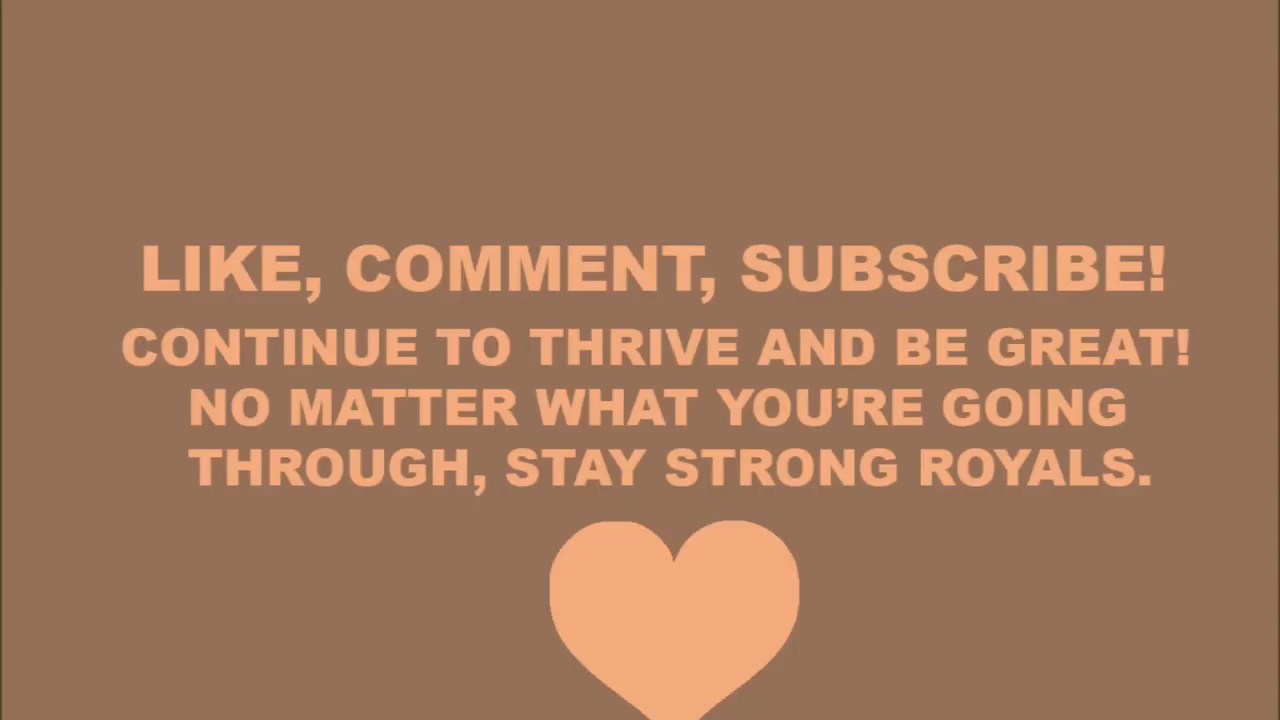 LIKE, COMMENT, SUBSCRIBE!
CONTINUE TO THRIVE AND BE GREAT!
NO MATTER WHAT YOU’RE GOING
THROUGH, STAY STRONG ROYALS.